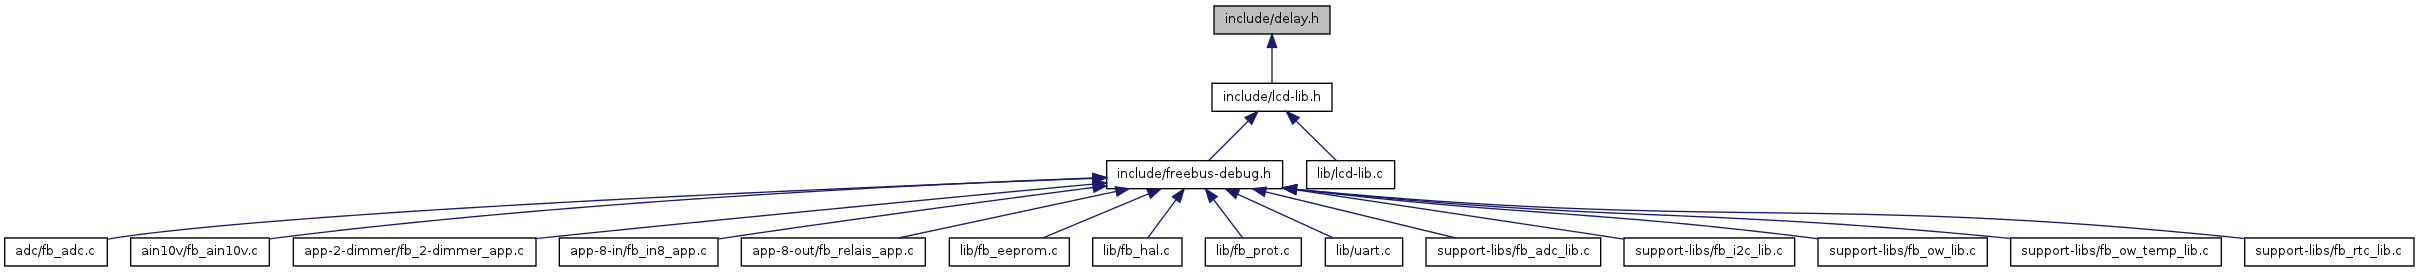 include/delay.h
include/lcd-lib.h
include/freebus-debug.h
lib/lcd-lib.c
adc/fb_adc.c
ain10v/fb_ain10v.c
app-2-dimmer/fb_2-dimmer_app.c
app-8-in/fb_in8_app.c
app-8-out/fb_relais_app.c
lib/fb_eeprom.c
lib/fb_hal.c
lib/fb_prot.c
lib/uart.c
support-libs/fb_adc_lib.c
support-libs/fb_i2c_lib.c
support-libs/fb_ow_lib.c
support-libs/fb_ow_temp_lib.c
support-libs/fb_rtc_lib.c